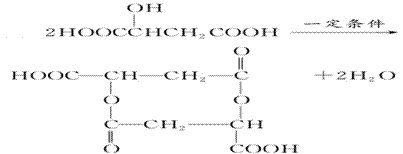 OH
2HOOCCHCH₂COOH 一定条件
O
HOOC—CH—CH₂—C +2H₂O
O O
C—CH₂—CH
O COOH